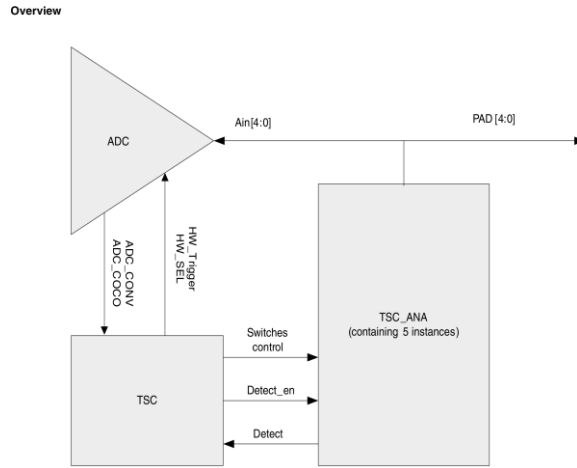 Overview
Ain[4:0]
PAD [4:0]
ADC
ADC_CONV
ADC_COCO
HW_Trigger
HW_SEL
TSC_ANA
(containing 5 instances)
Switches
control
TSC
Detect_en
Detect